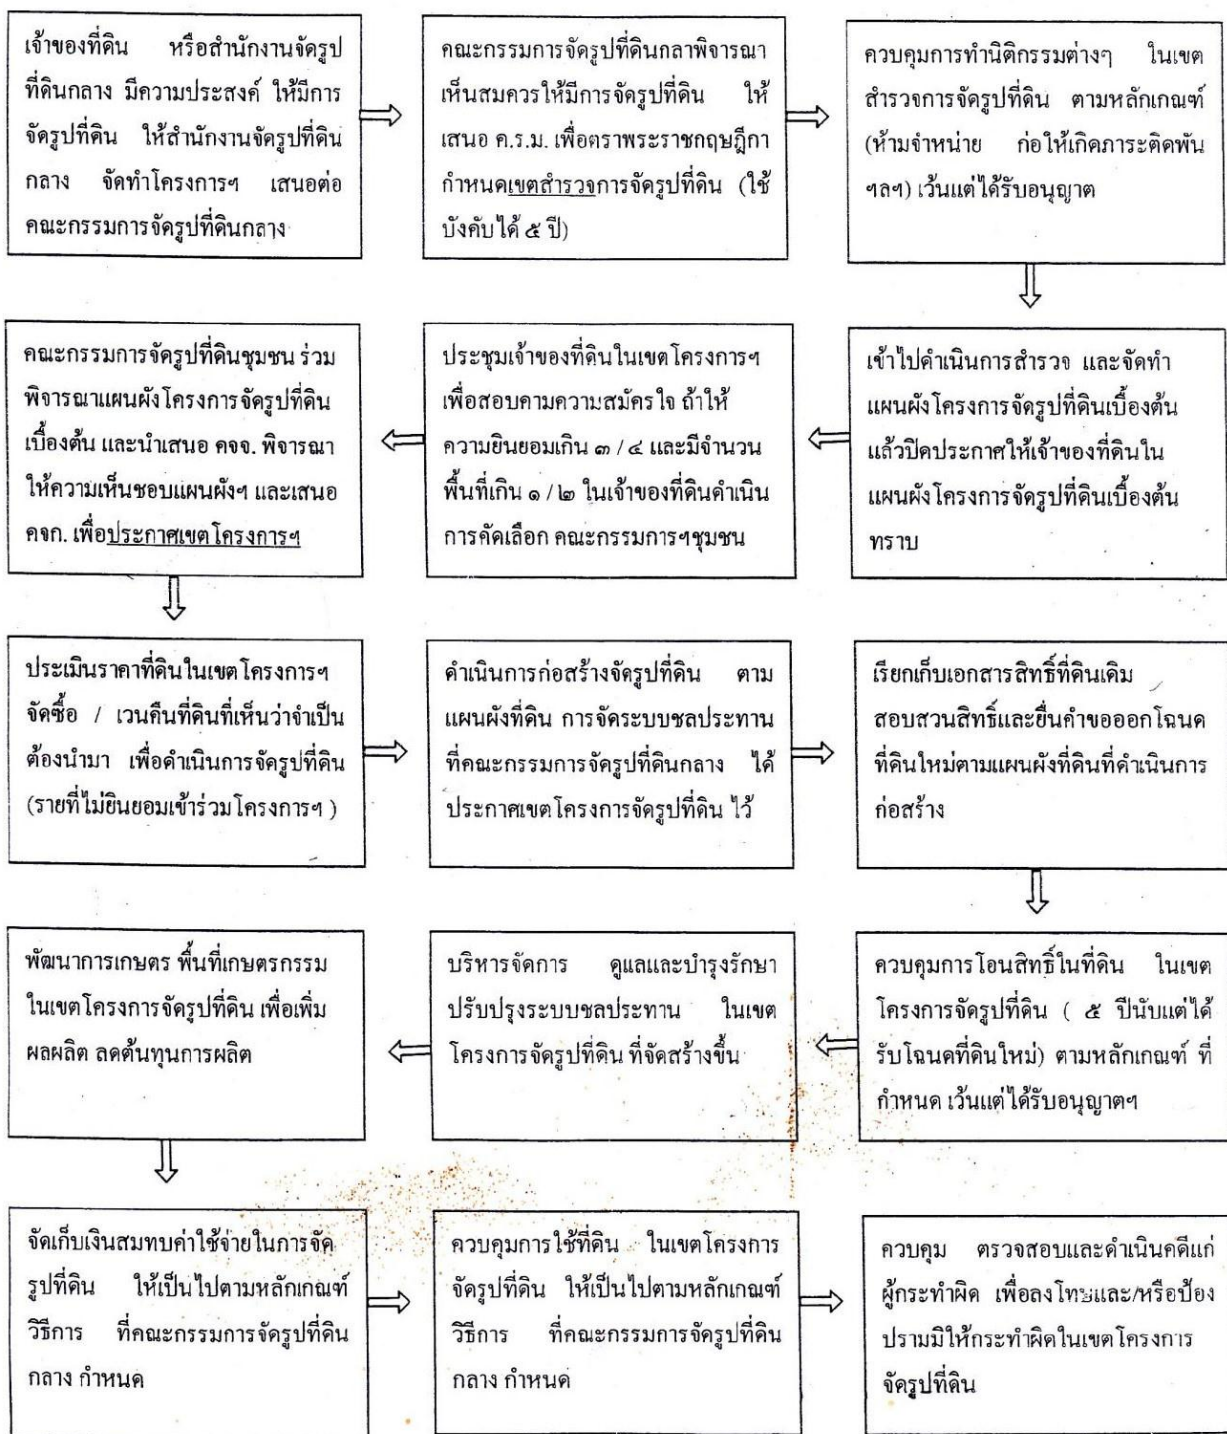 เจ้าของที่ดิน หรือสำนักงานจัดรูป
ที่ดินกลาง มีความประสงค์ ให้มีการ
จัดรูปที่ดิน ให้สำนักงานจัดรูปที่ดิน
กลาง จัดทำโครงการฯ เสนอต่อ
คณะกรรมการจัดรูปที่ดินกลาง
คณะกรรมการจัดรูปที่ดินกลาพิจารณา
เห็นสมควรให้มีการจัดรูปที่ดิน ให้
เสนอ ค.ร.ม. เพื่อตราพระราชกฤษฎีกา
กำหนดเขตสำรวจการจัดรูปที่ดิน (ใช้
บังคับได้ ๕ ปี)
ควบคุมการทำนิติกรรมต่างๆ ในเขต
สำรวจการจัดรูปที่ดิน ตามหลักเกณฑ์
(ห้ามจำหน่าย ก่อให้เกิดภาระติดพัน
ฯลฯ) เว้นแต่ได้รับอนุญาต
เข้าไปดำเนินการสำรวจ และจัดทำ
แผนผังโครงการจัดรูปที่ดินเบื้องต้น
แล้วปิดประกาศให้เจ้าของที่ดินใน
แผนผังโครงการจัดรูปที่ดินเบื้องต้น
ทราบ
ประชุมเจ้าของที่ดินในเขตโครงการฯ
เพื่อสอบคามความสมัครใจ ถ้าให้
ความยินยอมเกิน ๓ / ๔ และมีจำนวน
พื้นที่เกิน ๑ / ๒ ในเจ้าของที่ดินดำเนิน
การคัดเลือก คณะกรรมการฯชุมชน
คณะกรรมการจัดรูปที่ดินชุมชน ร่วม
พิจารณาแผนผังโครงการจัดรูปที่ดิน
เบื้องต้น และนำเสนอ คจจ. พิจารณา
ให้ความเห็นชอบแผนผังฯ และเสนอ
คจก. เพื่อประกาศเขตโครงการฯ
ประเมินราคาที่ดินในเขตโครงการฯ
จัดซื้อ / เวนคืนที่ดินที่เห็นว่าจำเป็น
ต้องนำมา เพื่อดำเนินการจัดรูปที่ดิน
(รายที่ไม่ยินยอมเข้าร่วมโครงการฯ )
ดำเนินการก่อสร้างจัดรูปที่ดิน ตาม
แผนผังที่ดิน การจัดระบบชลประทาน
ที่คณะกรรมการจัดรูปที่ดินกลาง ได้
ประกาศเขตโครงการจัดรูปที่ดิน ไว้
เรียกเก็บเอกสารสิทธิ์ที่ดินเดิม
สอบสวนสิทธิ์และยื่นคำขอออกโฉนด
ที่ดินใหม่ตามแผนผังที่ดินที่ดำเนินการ
ก่อสร้าง
ควบคุมการโอนสิทธิ์ในที่ดิน ในเขต
โครงการจัดรูปที่ดิน ( ๕ ปีนับแต่ได้
รับโฉนดที่ดินใหม่) ตามหลักเกณฑ์ ที่
กำหนด เว้นแต่ได้รับอนุญาตฯ
บริหารจัดการ ดูแลและบำรุงรักษา
ปรับปรุงระบบชลประทาน ในเขต
โครงการจัดรูปที่ดิน ที่จัดสร้างขึ้น
พัฒนาการเกษตร พื้นที่เกษตรกรรม
ในเขตโครงการจัดรูปที่ดิน เพื่อเพิ่ม
ผลผลิต ลดต้นทุนการผลิต
จัดเก็บเงินสมทบค่าใช้จ่ายในการจัด
รูปที่ดิน ให้เป็นไปตามหลักเกณฑ์
วิธีการ ที่คณะกรรมการจัดรูปที่ดิน
กลาง กำหนด
ควบคุมการใช้ที่ดิน ในเขตโครงการ
จัดรูปที่ดิน ให้เป็นไปตามหลักเกณฑ์
วิธีการ ที่คณะกรรมการจัดรูปที่ดิน
กลาง กำหนด
ควบคุม ตรวจสอบและดำเนินคดีแก่
ผู้กระทำผิด เพื่อลงโทษและ/หรือป้อง
ปรามมิให้กระทำผิดในเขตโครงการ
จัดรูปที่ดิน